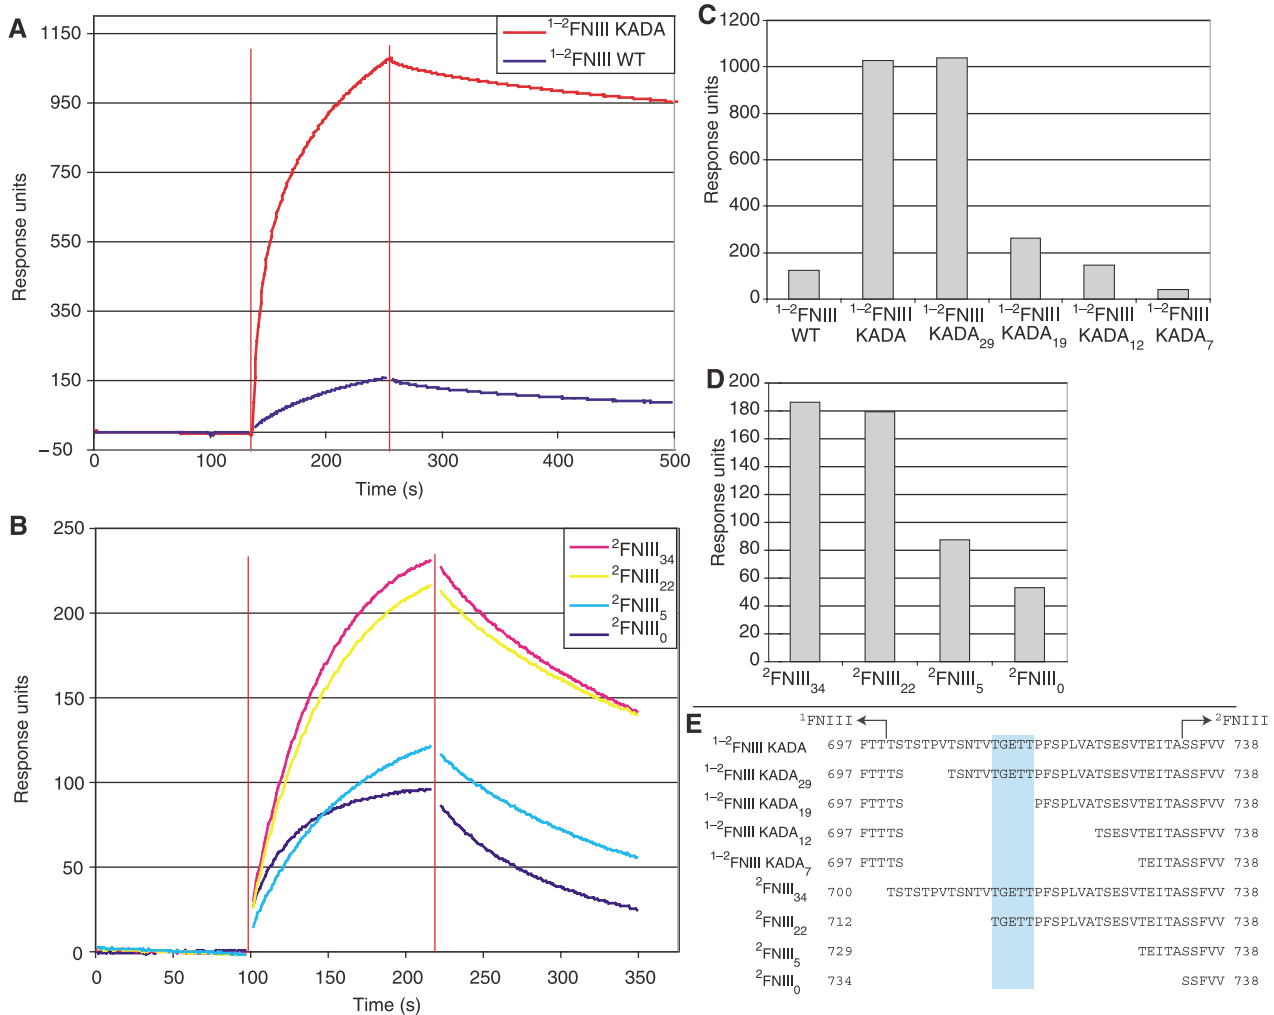 A
Response units
1150
950
750
550
350
150
−50
0 100 200 300 400 500
Time (s)
1–2FNIII KADA
1–2FNIII WT
B
Response units
250
200
150
100
50
0
0 50 100 150 200 250 300 350
Time (s)
2FNIII34
2FNIII22
2FNIII5
2FNIII0
C
Response units
1200
1000
800
600
400
200
0
1–2FNIII 1–2FNIII 1–2FNIII 1–2FNIII 1–2FNIII 1–2FNIII
WT KADA KADA29 KADA19 KADA12 KADA7
D
Response units
200
180
160
140
120
100
80
60
40
20
0
2FNIII34 2FNIII22 2FNIII5 2FNIII0
E
1FNIII 2FNIII
1–2FNIII KADA 697 FTTTSTSTPVTSNTVTGETTPFSPLVATSESVTEITASSFVV 738
1–2FNIII KADA29 697 FTTTS TSNTVTGETTPFSPLVATSESVTEITASSFVV 738
1–2FNIII KADA19 697 FTTTS PFSPLVATSESVTEITASSFVV 738
1–2FNIII KADA12 697 FTTTS TSESVTEITASSFVV 738
1–2FNIII KADA7 697 FTTTS TEITASSFVV 738
2FNIII34 700 TSTSTPVTSNTVTGETTPFSPLVATSESVTEITASSFVV 738
2FNIII22 712 TGETTPFSPLVATSESVTEITASSFVV 738
2FNIII5 729 TEITASSFVV 738
2FNIII0 734 SSFVV 738